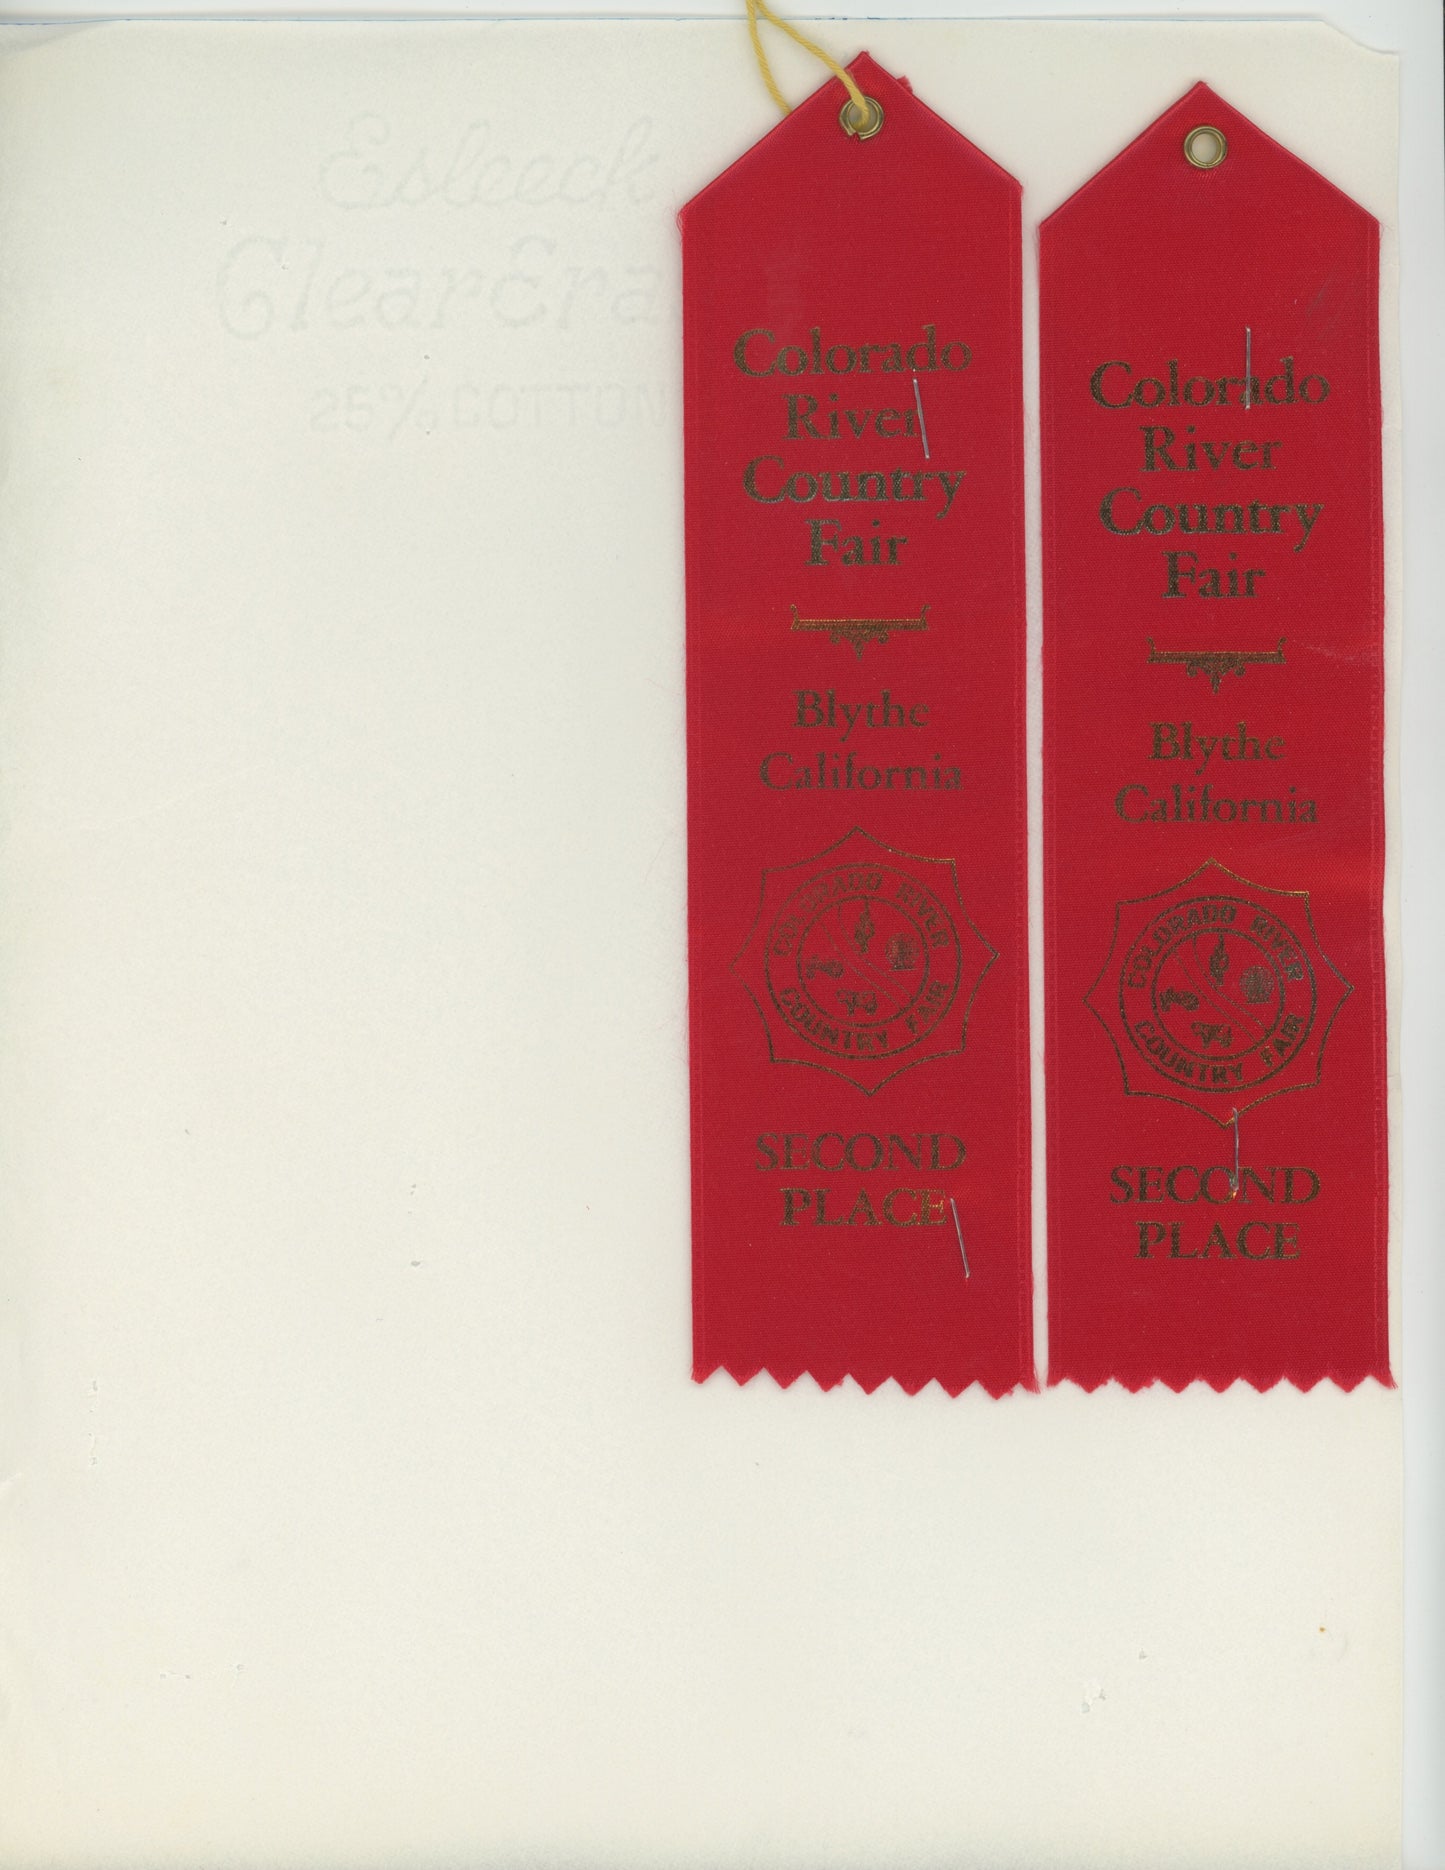 Esleeck
ClearEra
25% COTTON
Colorado
River
Country
Fair
Blythe
California
COLORADO RIVER
COUNTRY FAIR
SECOND
PLACE
Colorado
River
Country
Fair
Blythe
California
COLORADO RIVER
COUNTRY FAIR
SECOND
PLACE